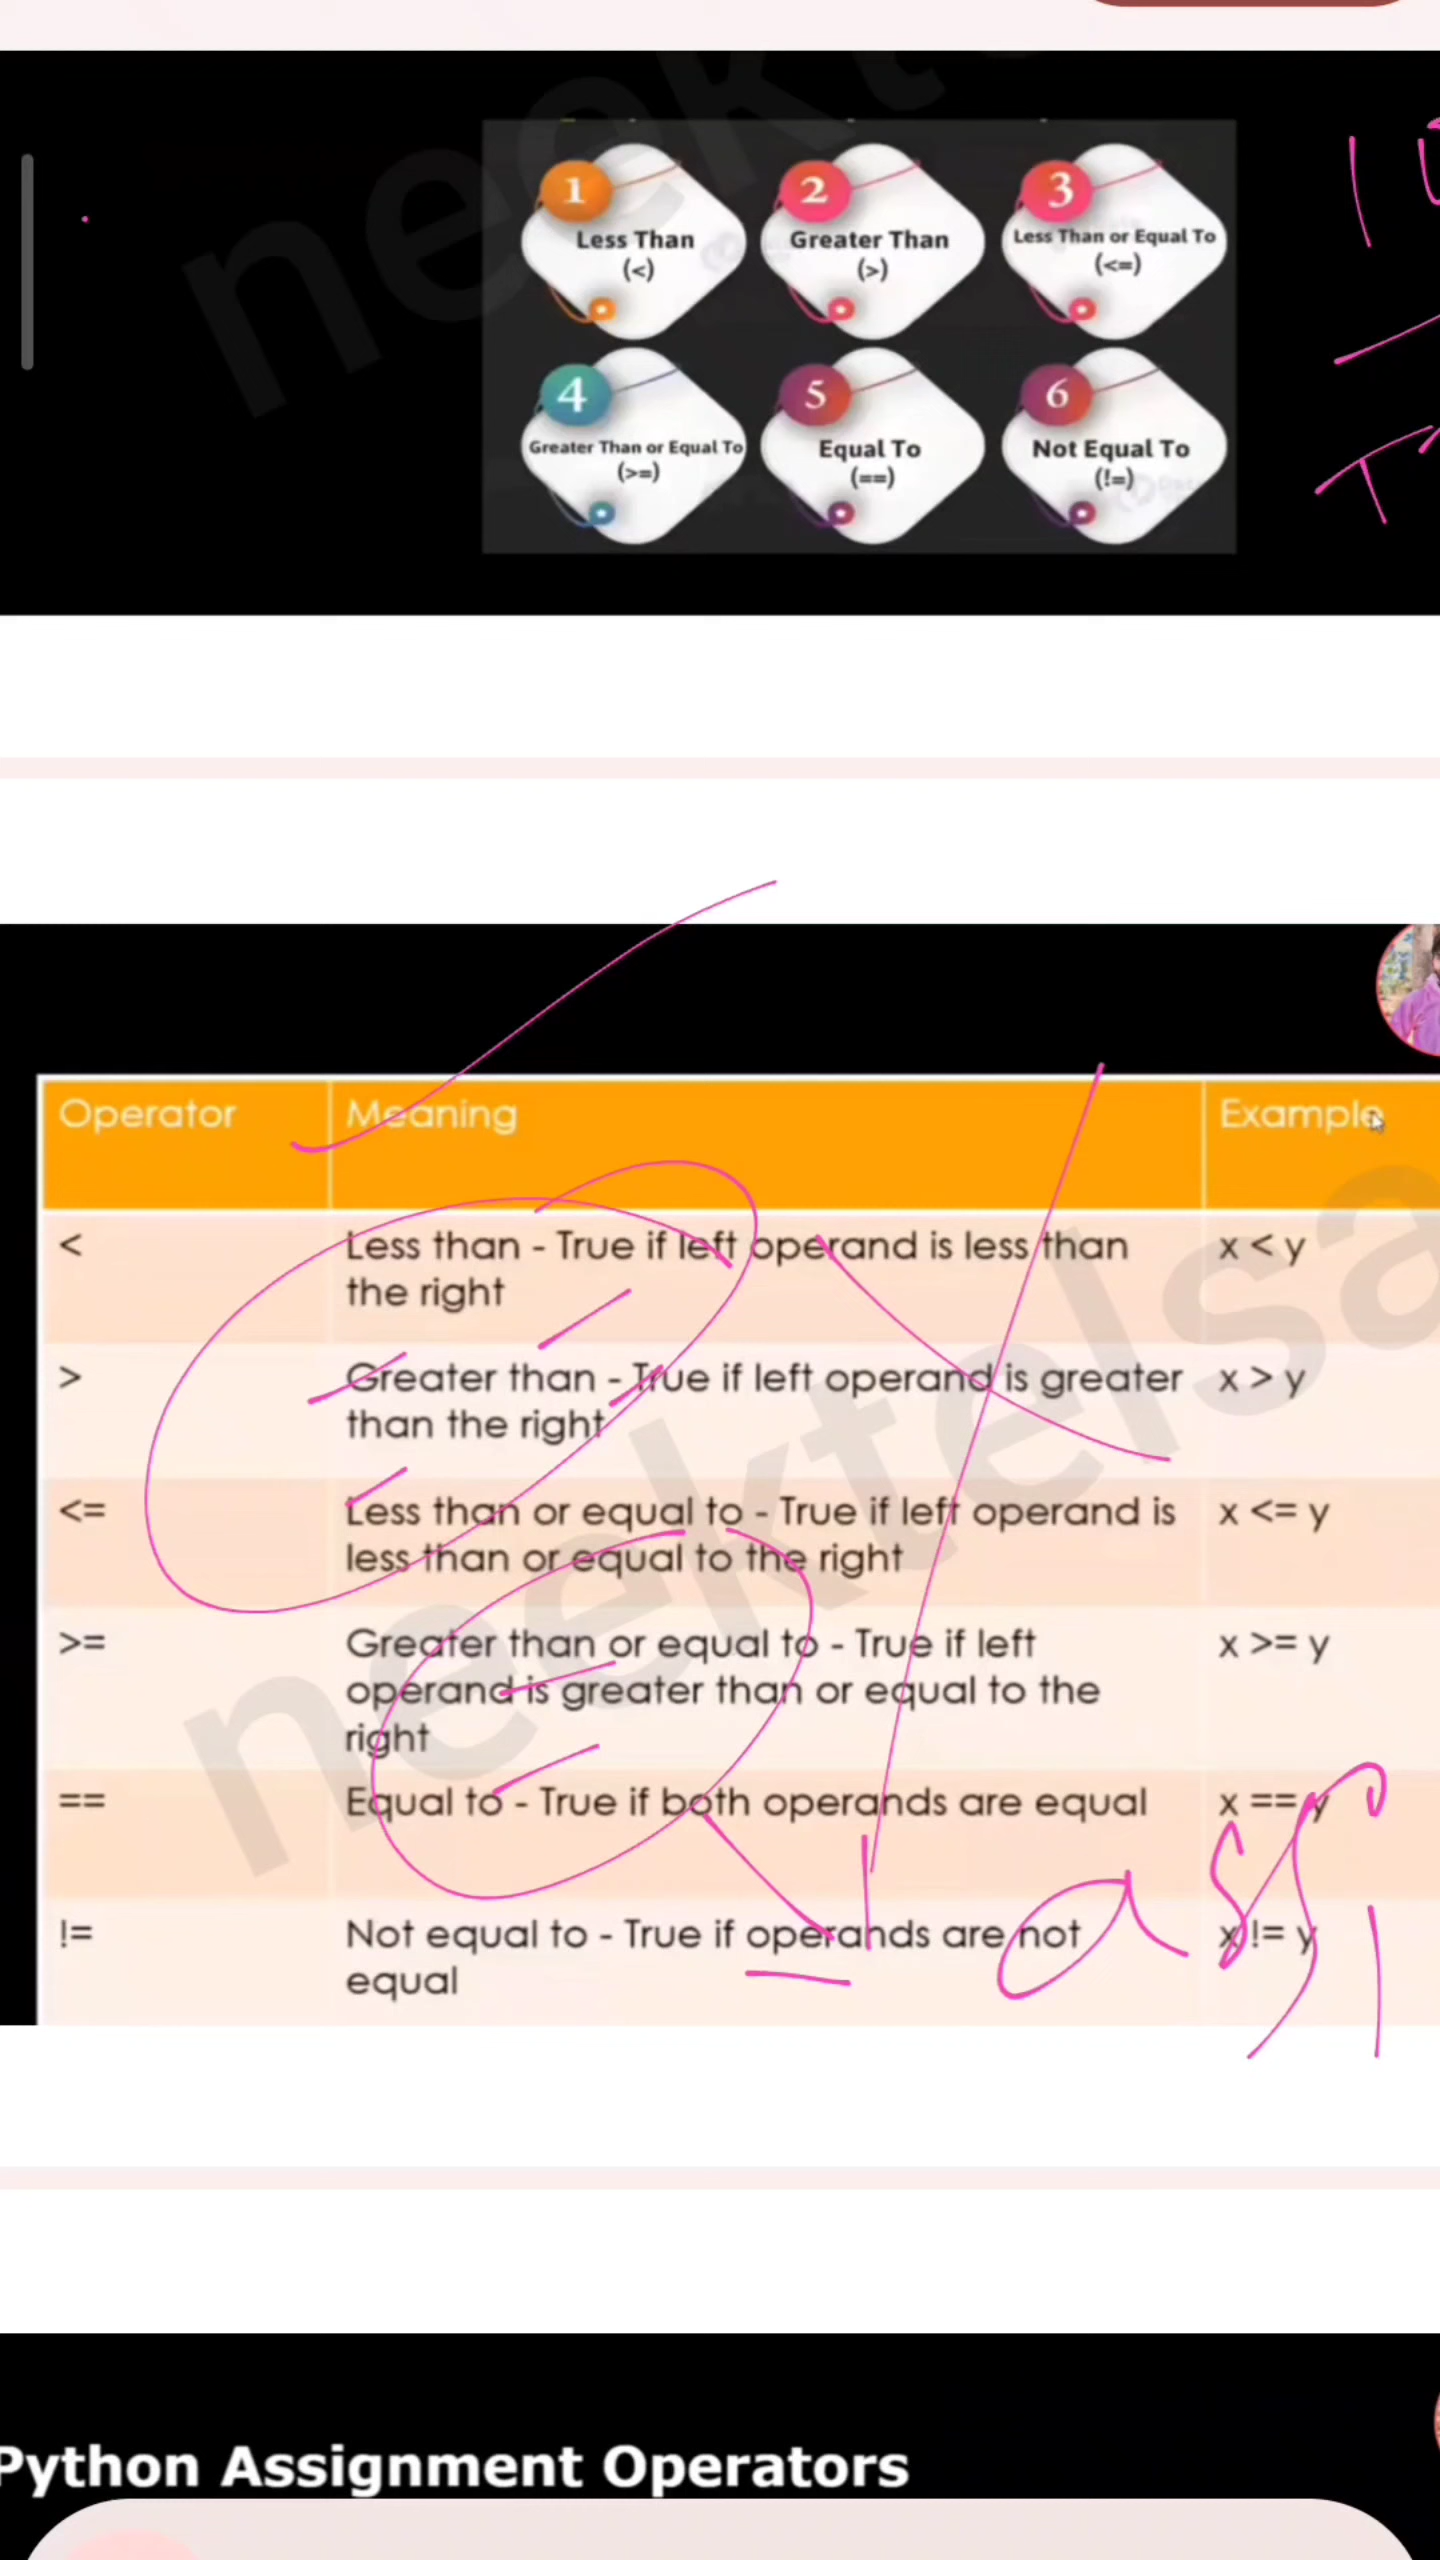 1
Less Than
(<)
2
Greater Than
(>)
3
Less Than or Equal To
(<=)
4
Greater Than or Equal To
(>=)
5
Equal To
(==)
6
Not Equal To
(!=)
Operator Meaning Example
< Less than - True if left operand is less than x < y
the right
> Greater than - True if left operand is greater x > y
than the right
<= Less than or equal to - True if left operand is x <= y
less than or equal to the right
>= Greater than or equal to - True if left x >= y
operand is greater than or equal to the
right
== Equal to - True if both operands are equal x == y
!= Not equal to - True if operands are not x != y
equal
Python Assignment Operators